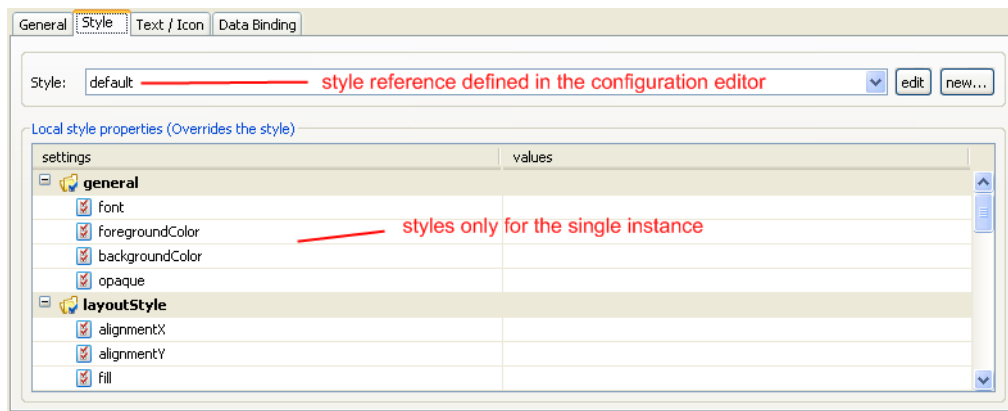 General Style Text / Icon Data Binding
Style: default style reference defined in the configuration editor edit new...
Local style properties (Overrides the style)
settings values
general
font
foregroundColor
styles only for the single instance
backgroundColor
opaque
layoutStyle
alignmentX
alignmentY
fill